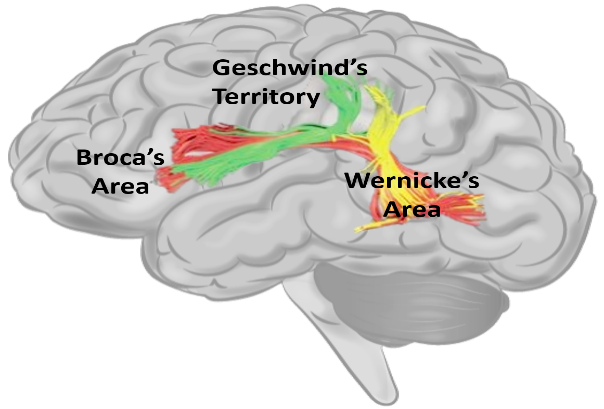 Geschwind's
Territory
Broca's
Area
Wernicke's
Area